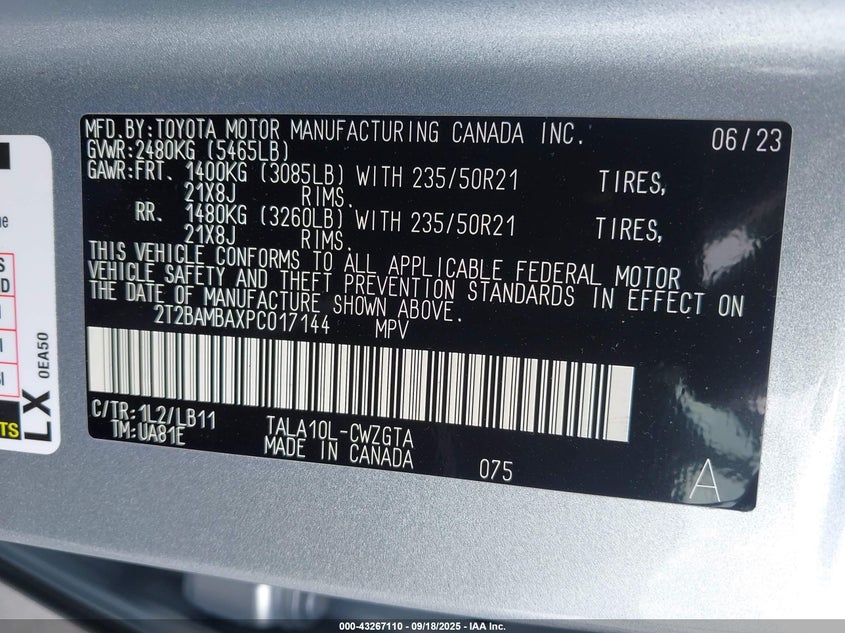 MFD.BY:TOYOTA MOTOR MANUFACTURING CANADA INC. 06/23
GVWR:2480KG (5465LB)
GAWR:FRT. 1400KG (3085LB) WITH 235/50R21 TIRES,
21X8J RIMS.
RR. 1480KG (3260LB) WITH 235/50R21 TIRES,
21X8J RIMS.
THIS VEHICLE CONFORMS TO ALL APPLICABLE FEDERAL MOTOR
VEHICLE SAFETY AND THEFT PREVENTION STANDARDS IN EFFECT ON
THE DATE OF MANUFACTURE SHOWN ABOVE.
2T2BAMBAXPC017144 MPV
C/TR:1L2/LB11 TALA10L-CWZGTA
TM:UA81E MADE IN CANADA 075
A
LX
0EA50
000-43267110 - 09/18/2025 - IAA Inc.